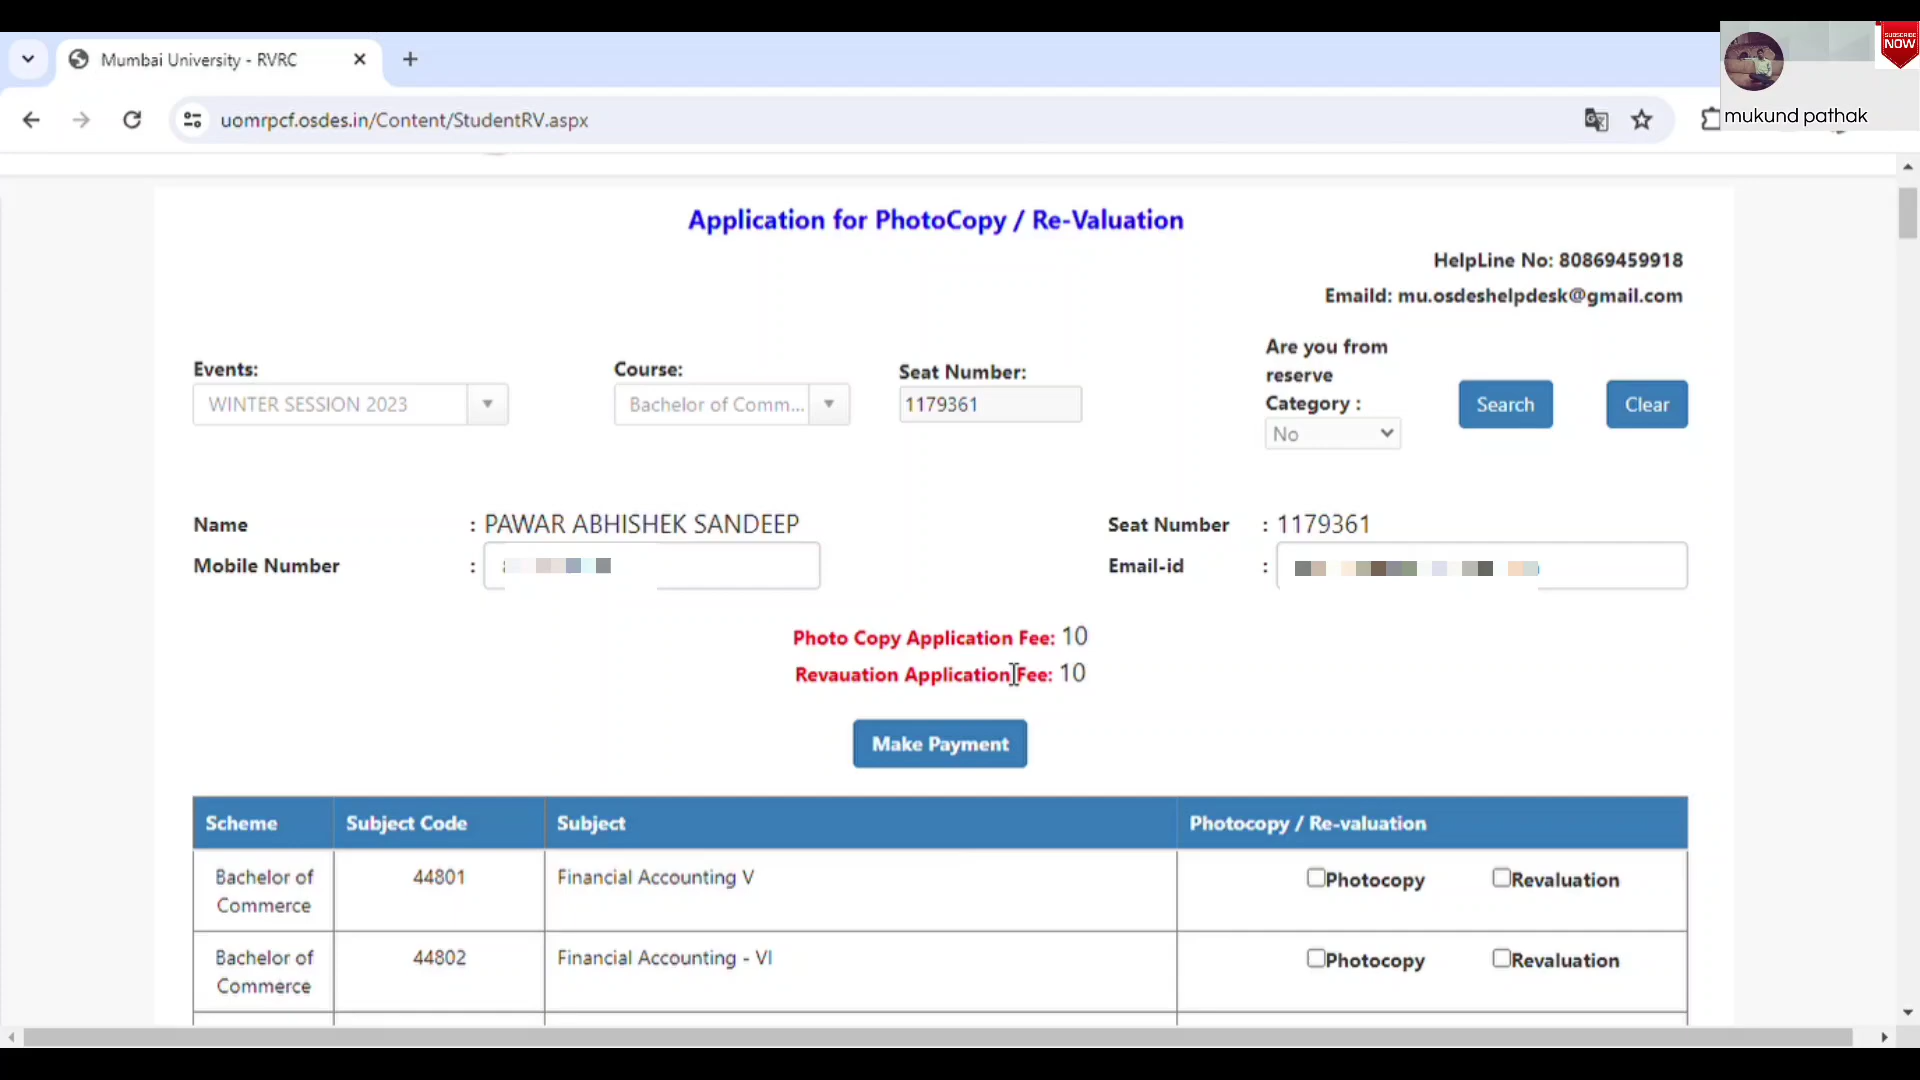 Mumbai University - RVRC
SUBSCRIBE
NOW
uomrpcf.osdes.in/Content/StudentRV.aspx
mukund pathak
Application for PhotoCopy / Re-Valuation
HelpLine No: 80869459918
EmaiId: mu.osdeshelpdesk@gmail.com
Events:
Course:
Seat Number:
Are you from
reserve
Category :
WINTER SESSION 2023
Bachelor of Comm...
1179361
No
Search
Clear
Name : PAWAR ABHISHEK SANDEEP
Seat Number : 1179361
Mobile Number :
Email-id :
Photo Copy Application Fee: 10
Revauation Application Fee: 10
Make Payment
Scheme Subject Code Subject Photocopy / Re-valuation
Bachelor of Commerce 44801 Financial Accounting V Photocopy Revaluation
Bachelor of Commerce 44802 Financial Accounting - VI Photocopy Revaluation